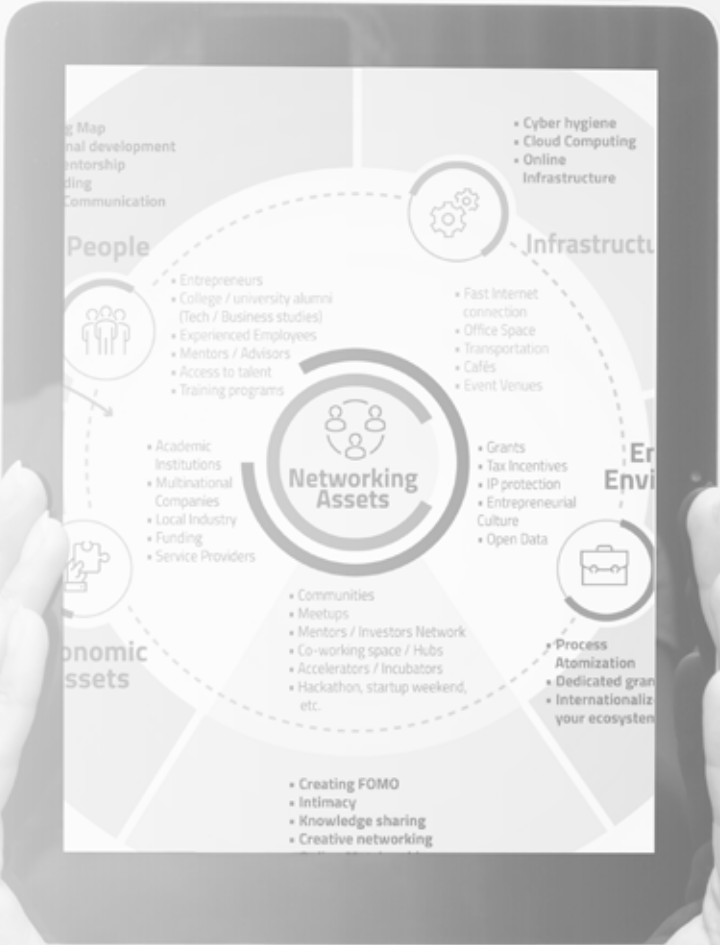 g Map
nal development
entorship
ding
Communication
People
• Entrepreneurs
• College / university alumni
(Tech / Business studies)
• Experienced Employees
• Mentors / Advisors
• Access to talent
• Training programs
• Cyber hygiene
• Cloud Computing
• Online
Infrastructure
Infrastructu
• Fast Internet
connection
• Office Space
• Transportation
• Cafés
• Event Venues
Networking
Assets
• Academic
Institutions
• Multinational
Companies
• Local Industry
• Funding
• Service Providers
onomic
ssets
• Grants
• Tax Incentives
• IP protection
• Entrepreneurial
Culture
• Open Data
En
Envi
• Process
Atomization
• Dedicated gran
• Internationaliz
your ecosysten
• Communities
• Meetups
• Mentors / Investors Network
• Co-working space / Hubs
• Accelerators / Incubators
• Hackathon, startup weekend,
etc.
• Creating FOMO
• Intimacy
• Knowledge sharing
• Creative networking